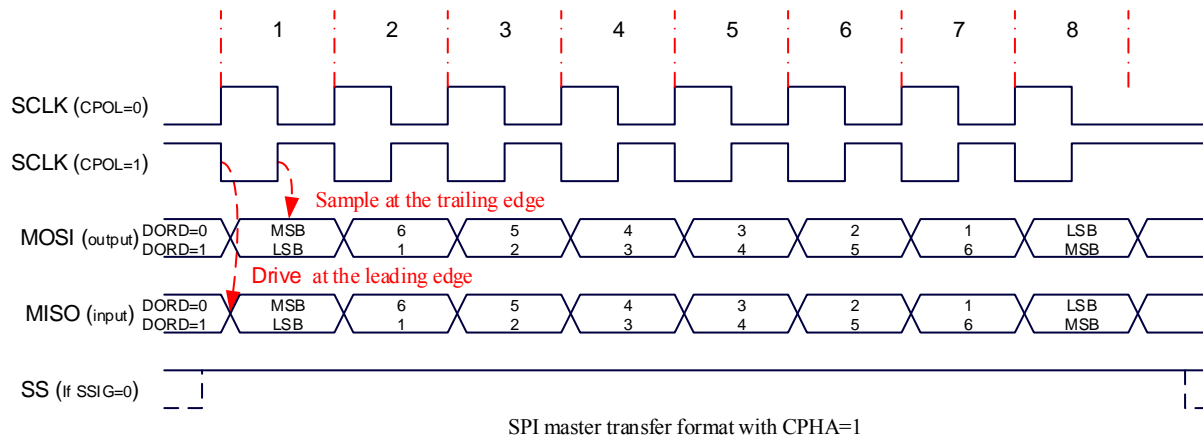 1 2 3 4 5 6 7 8
SCLK (CPOL=0)
SCLK (CPOL=1)
Sample at the trailing edge
MOSI (output) DORD=0 MSB 6 5 4 3 2 1 LSB
DORD=1 LSB 1 2 3 4 5 6 MSB
Drive at the leading edge
MISO (input) DORD=0 MSB 6 5 4 3 2 1 LSB
DORD=1 LSB 1 2 3 4 5 6 MSB
SS (If SSIG=0)
SPI master transfer format with CPHA=1